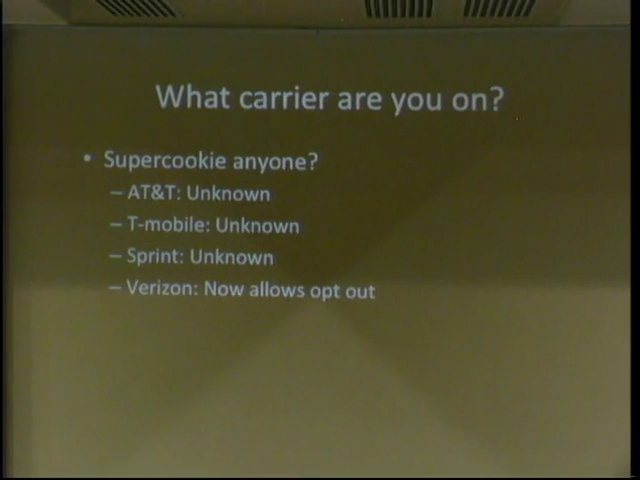 What carrier are you on?
• Supercookie anyone?
– AT&T: Unknown
– T-mobile: Unknown
– Sprint: Unknown
– Verizon: Now allows opt out